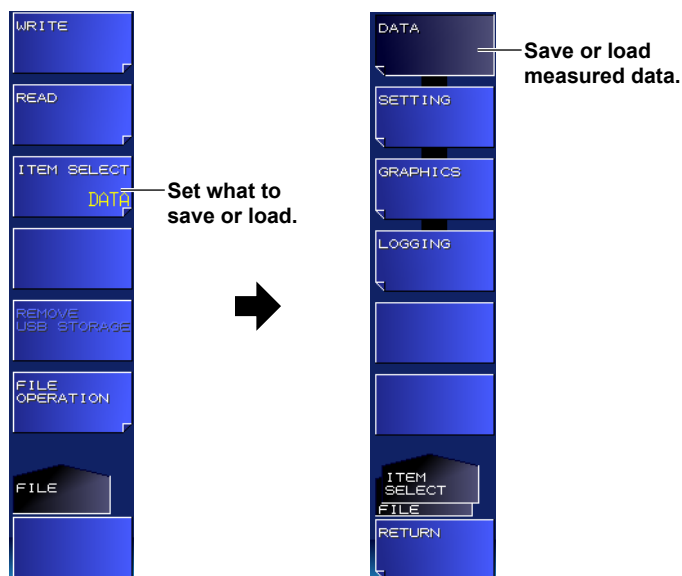 WRITE
READ
ITEM SELECT
DATA
Set what to
save or load.
REMOVE
USB STORAGE
FILE
OPERATION
FILE
DATA
Save or load
measured data.
SETTING
GRAPHICS
LOGGING
ITEM
SELECT
FILE
RETURN